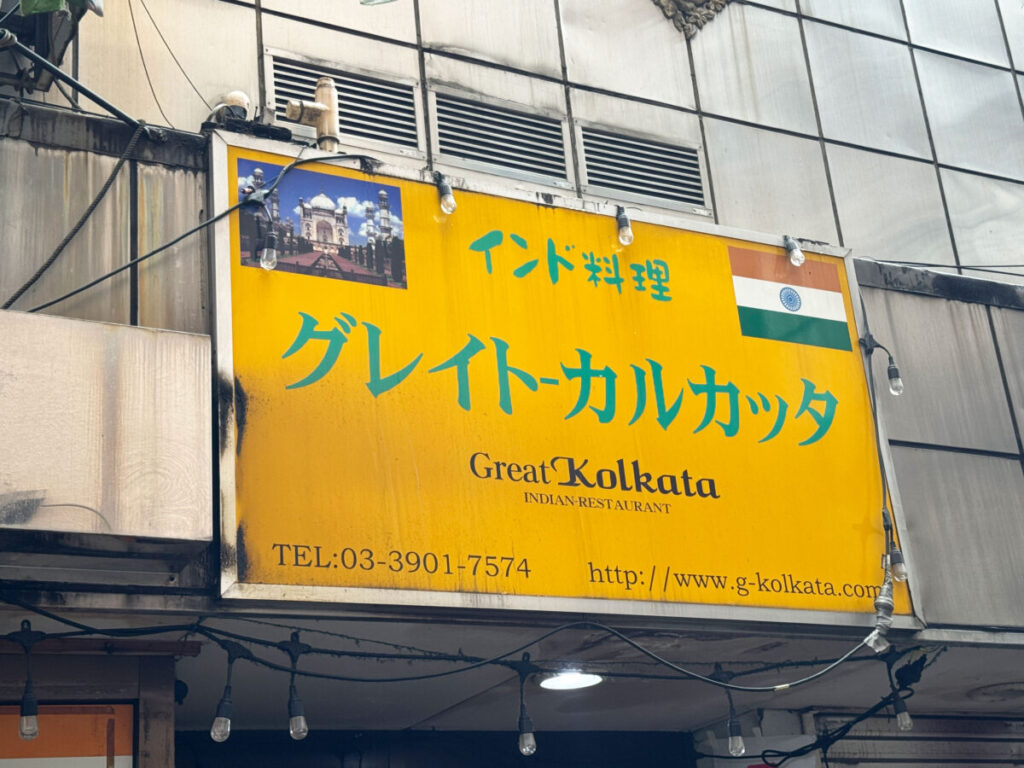 インド料理
グレイト-カルカッタ
Great Kolkata
INDIAN-RESTAURANT
TEL:03-3901-7574
http://www.g-kolkata.com